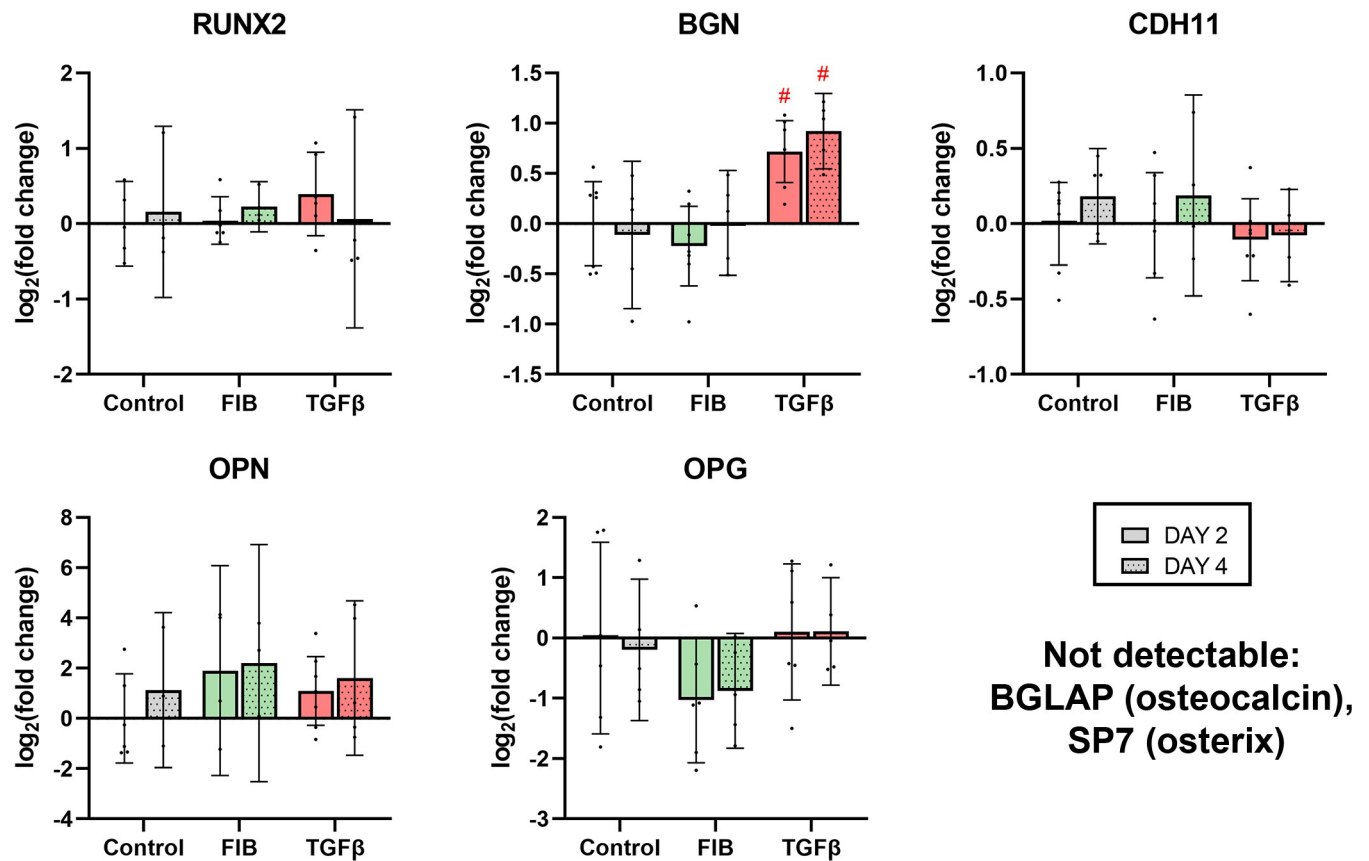 RUNX2
log2(fold change)
2
1
0
-1
-2
Control FIB TGFβ
BGN
log2(fold change)
1.5
1.0
0.5
0.0
-0.5
-1.0
-1.5
# #
Control FIB TGFβ
CDH11
log2(fold change)
1.0
0.5
0.0
-0.5
-1.0
Control FIB TGFβ
OPN
log2(fold change)
8
6
4
2
0
-2
-4
Control FIB TGFβ
OPG
log2(fold change)
2
1
0
-1
-2
-3
Control FIB TGFβ
DAY 2
DAY 4
Not detectable:
BGLAP (osteocalcin),
SP7 (osterix)